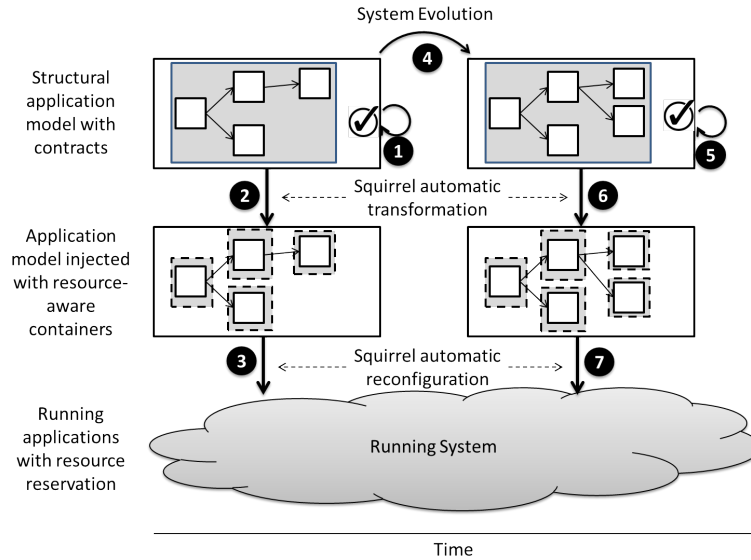 System Evolution
4
Structural
application
model with
contracts
1
5
2
Squirrel automatic
transformation
6
Application
model injected
with resource-
aware
containers
3
Squirrel automatic
reconfiguration
7
Running
applications
with resource
reservation
Running System
Time